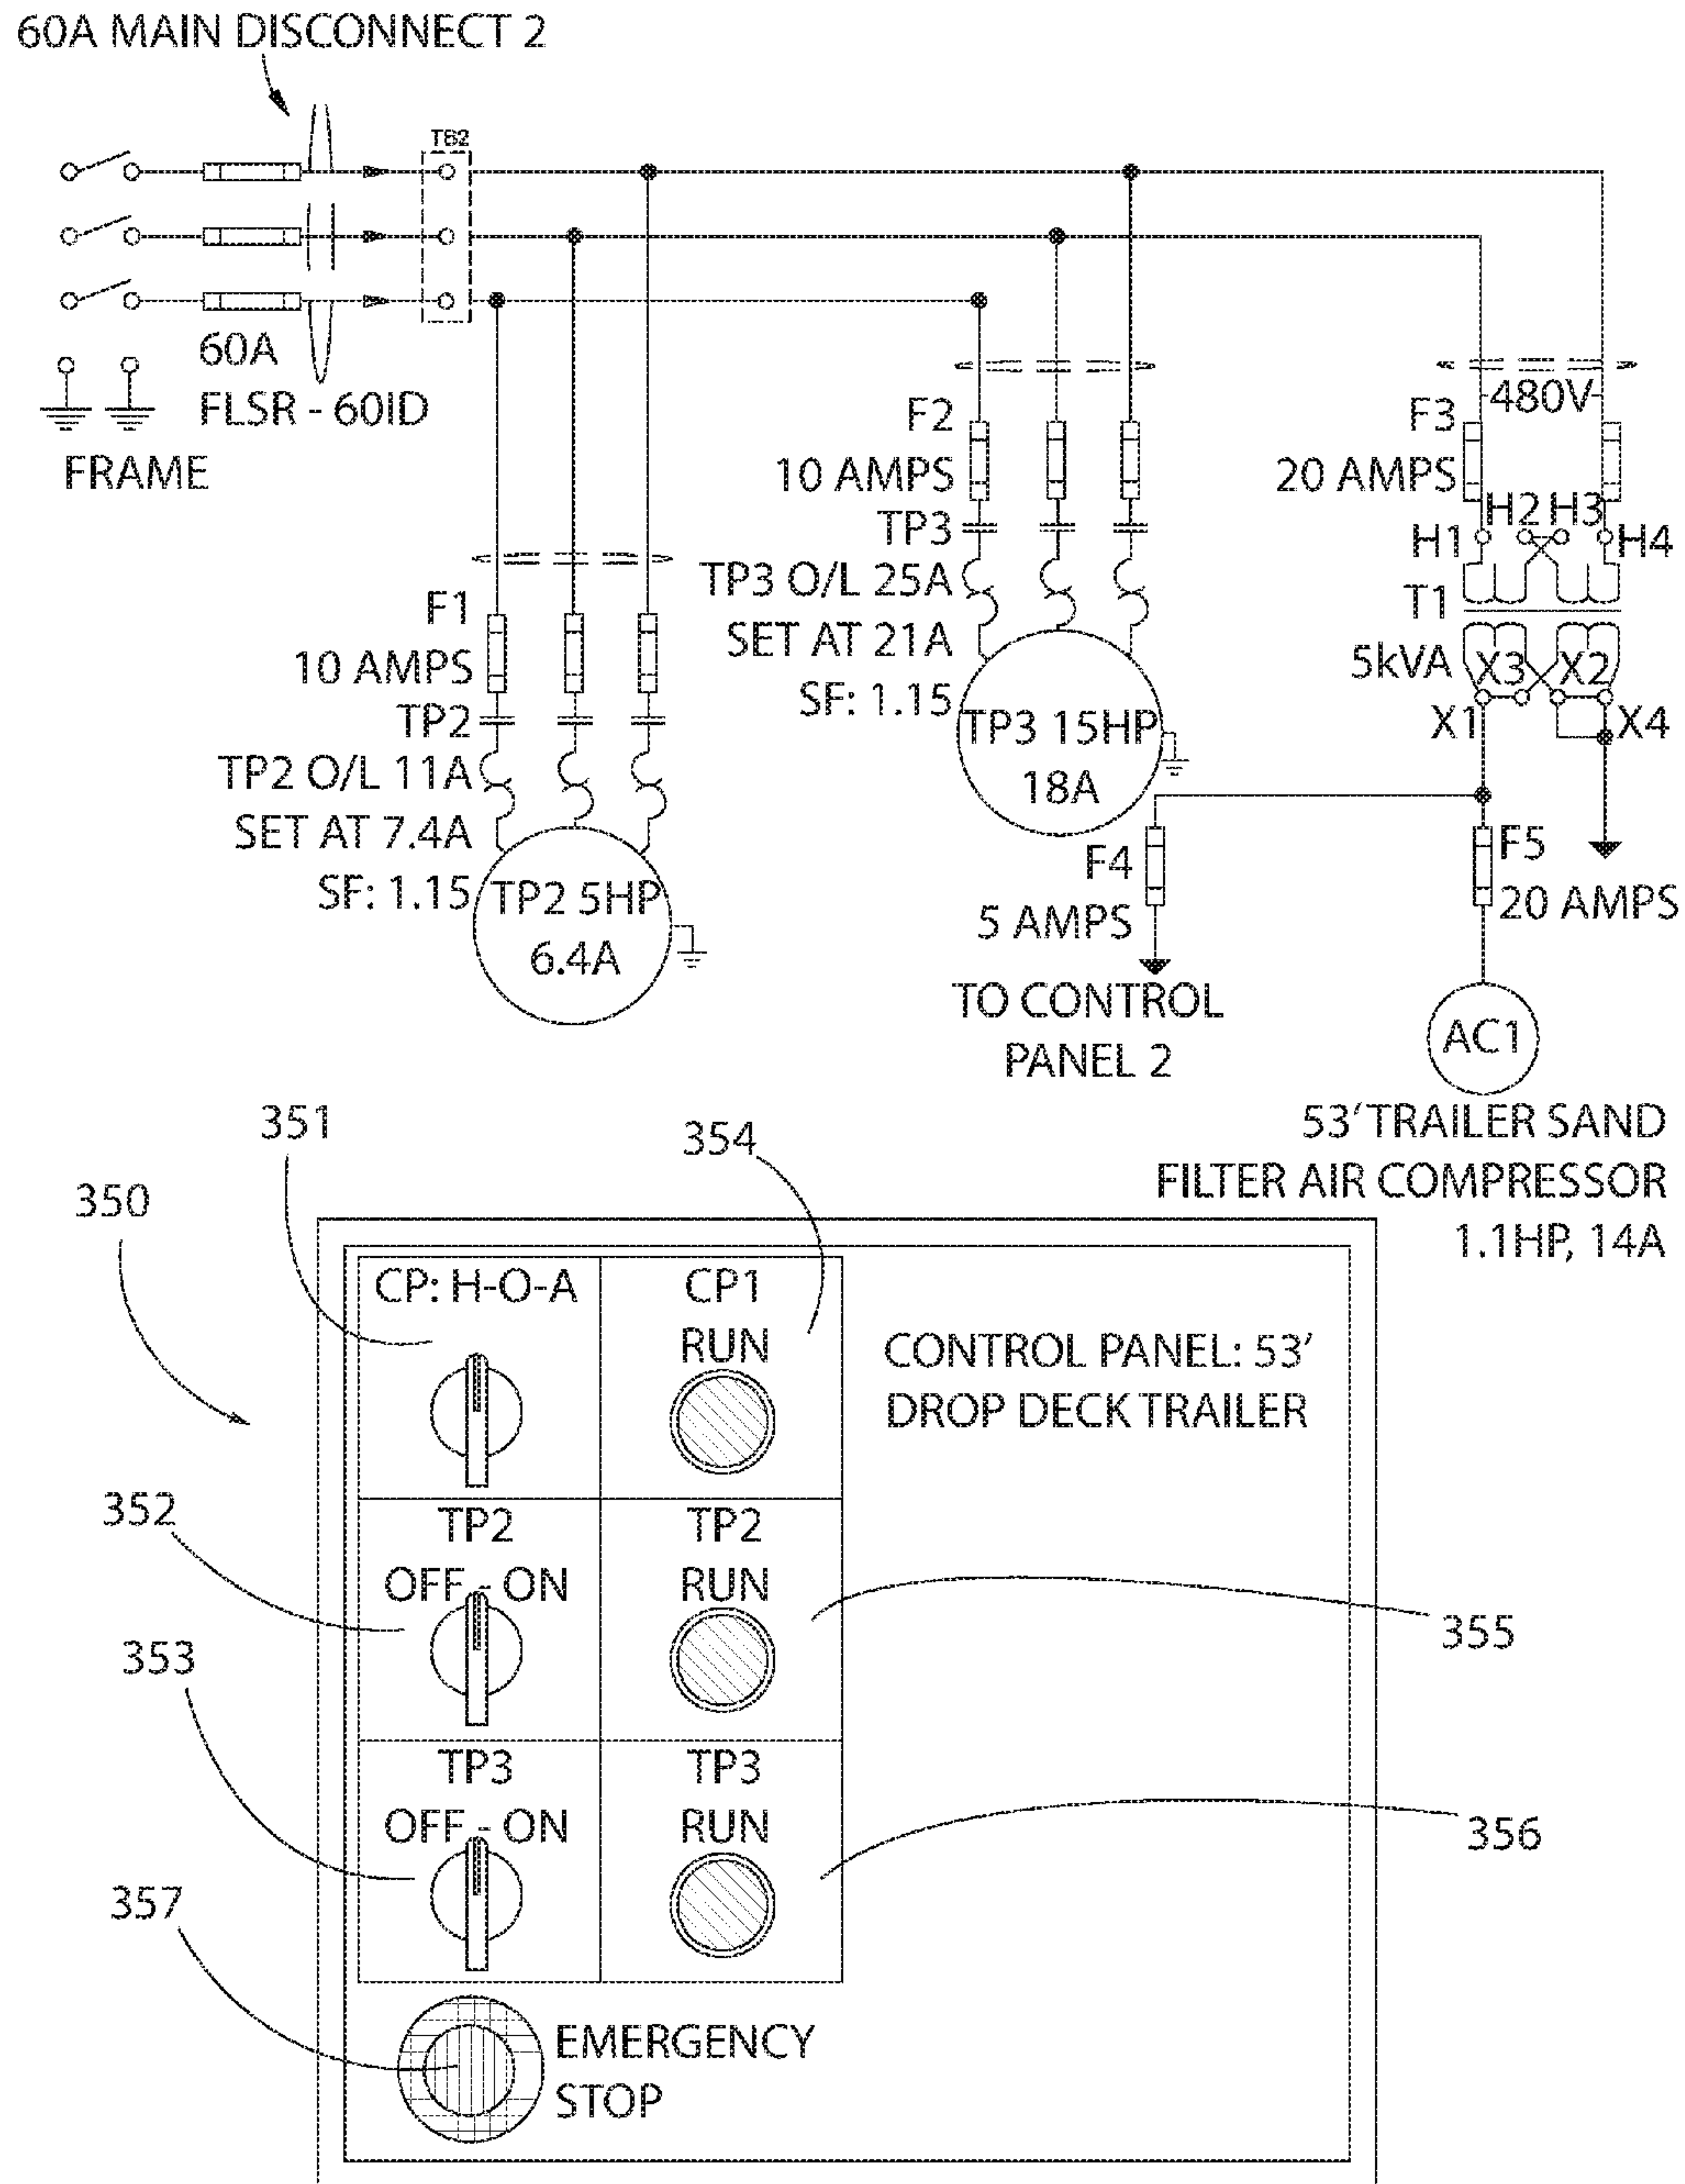 60A MAIN DISCONNECT 2
TB2
60A
FLSR - 60ID
FRAME
F1
10 AMPS
TP2
TP2 O/L 11A
SET AT 7.4A
SF: 1.15
TP2 5HP
6.4A
F2
10 AMPS
TP3
TP3 O/L 25A
SET AT 21A
SF: 1.15
TP3 15HP
18A
480V
F3
20 AMPS
H2 H3
H1 H4
T1
5kVA
X3 X2
X1 X4
F4
5 AMPS
TO CONTROL
PANEL 2
F5
20 AMPS
AC1
53' TRAILER SAND
FILTER AIR COMPRESSOR
1.1HP, 14A
351
354
350
CP: H-O-A
CP1
RUN
CONTROL PANEL: 53'
DROP DECK TRAILER
352
TP2
OFF - ON
TP2
RUN
355
353
TP3
OFF - ON
TP3
RUN
356
357
EMERGENCY
STOP